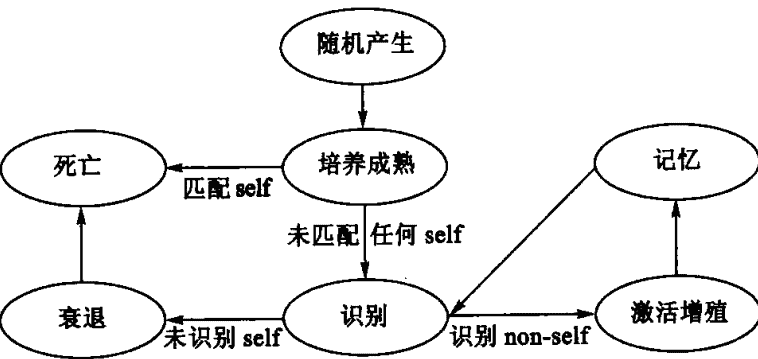 随机产生
死亡
培养成熟
记忆
匹配 self
未匹配 任何 self
衰退
未识别 self
识别
识别 non-self
激活增殖